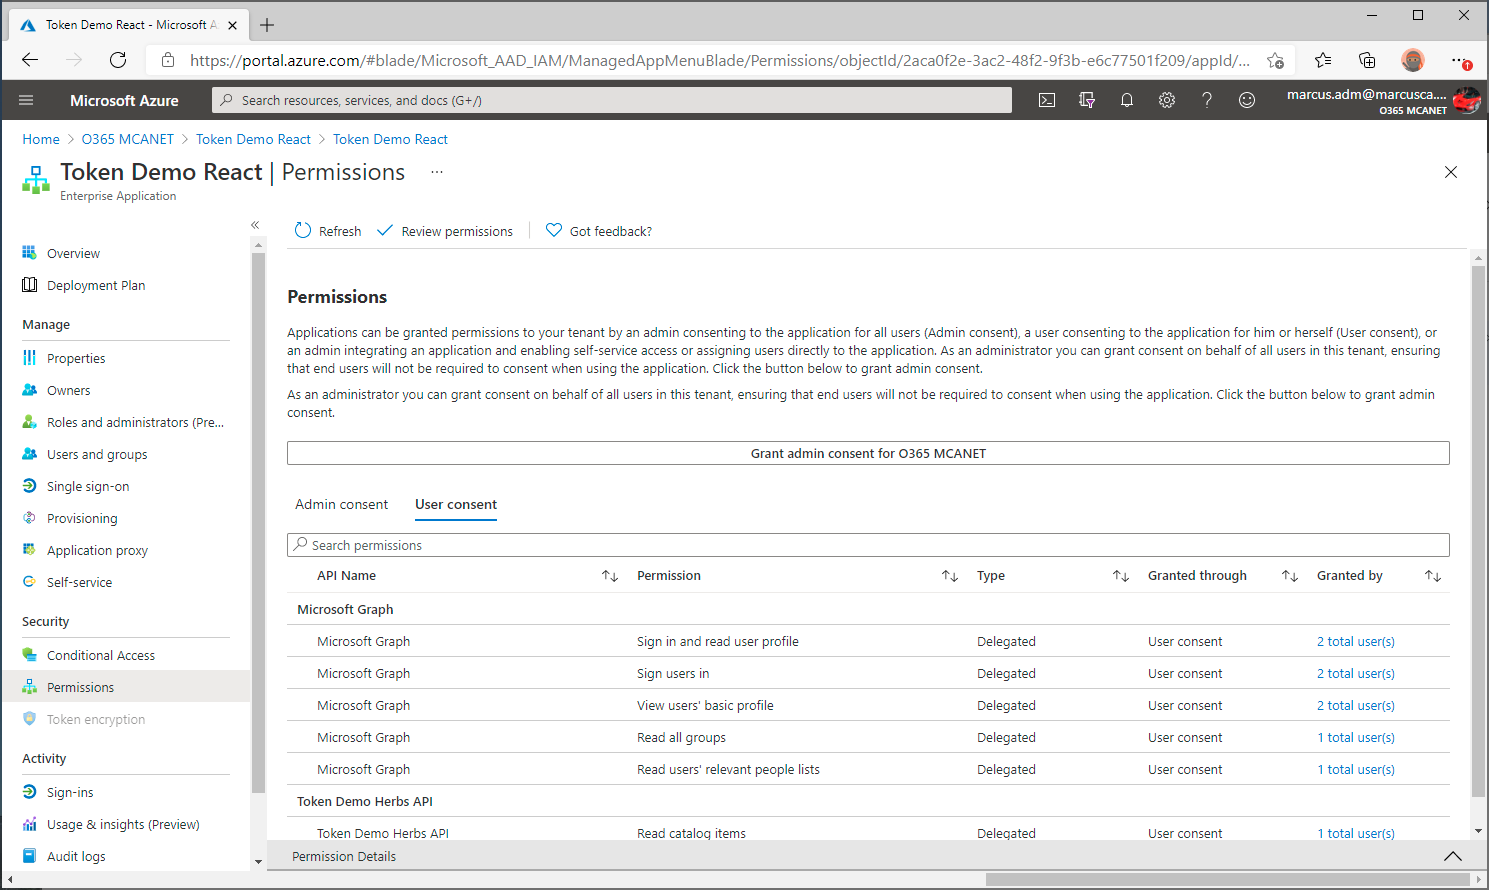 Token Demo React - Microsoft A
https://portal.azure.com/#blade/Microsoft_AAD_IAM/ManagedAppMenuBlade/Permissions/objectId/2aca0f2e-3ac2-48f2-9f3b-e6c77501f209/appId/...
Microsoft Azure
Search resources, services, and docs (G+/)
marcus.adm@marcusca....
O365 MCANET
Home > O365 MCANET > Token Demo React > Token Demo React
Token Demo React | Permissions ...
Enterprise Application
Overview
Deployment Plan
Manage
Properties
Owners
Roles and administrators (Pre...
Users and groups
Single sign-on
Provisioning
Application proxy
Self-service
Security
Conditional Access
Permissions
Token encryption
Activity
Sign-ins
Usage & insights (Preview)
Audit logs
Refresh Review permissions Got feedback?
Permissions
Applications can be granted permissions to your tenant by an admin consenting to the application for all users (Admin consent), a user consenting to the application for him or herself (User consent), or
an admin integrating an application and enabling self-service access or assigning users directly to the application. As an administrator you can grant consent on behalf of all users in this tenant, ensuring
that end users will not be required to consent when using the application. Click the button below to grant admin consent.
As an administrator you can grant consent on behalf of all users in this tenant, ensuring that end users will not be required to consent when using the application. Click the button below to grant admin
consent.
Grant admin consent for O365 MCANET
Admin consent User consent
Search permissions
API Name Permission Type Granted through Granted by
Microsoft Graph
Microsoft Graph Sign in and read user profile Delegated User consent 2 total user(s)
Microsoft Graph Sign users in Delegated User consent 2 total user(s)
Microsoft Graph View users' basic profile Delegated User consent 2 total user(s)
Microsoft Graph Read all groups Delegated User consent 1 total user(s)
Microsoft Graph Read users' relevant people lists Delegated User consent 1 total user(s)
Token Demo Herbs API
Token Demo Herbs API Read catalog items Delegated User consent 1 total user(s)
Permission Details